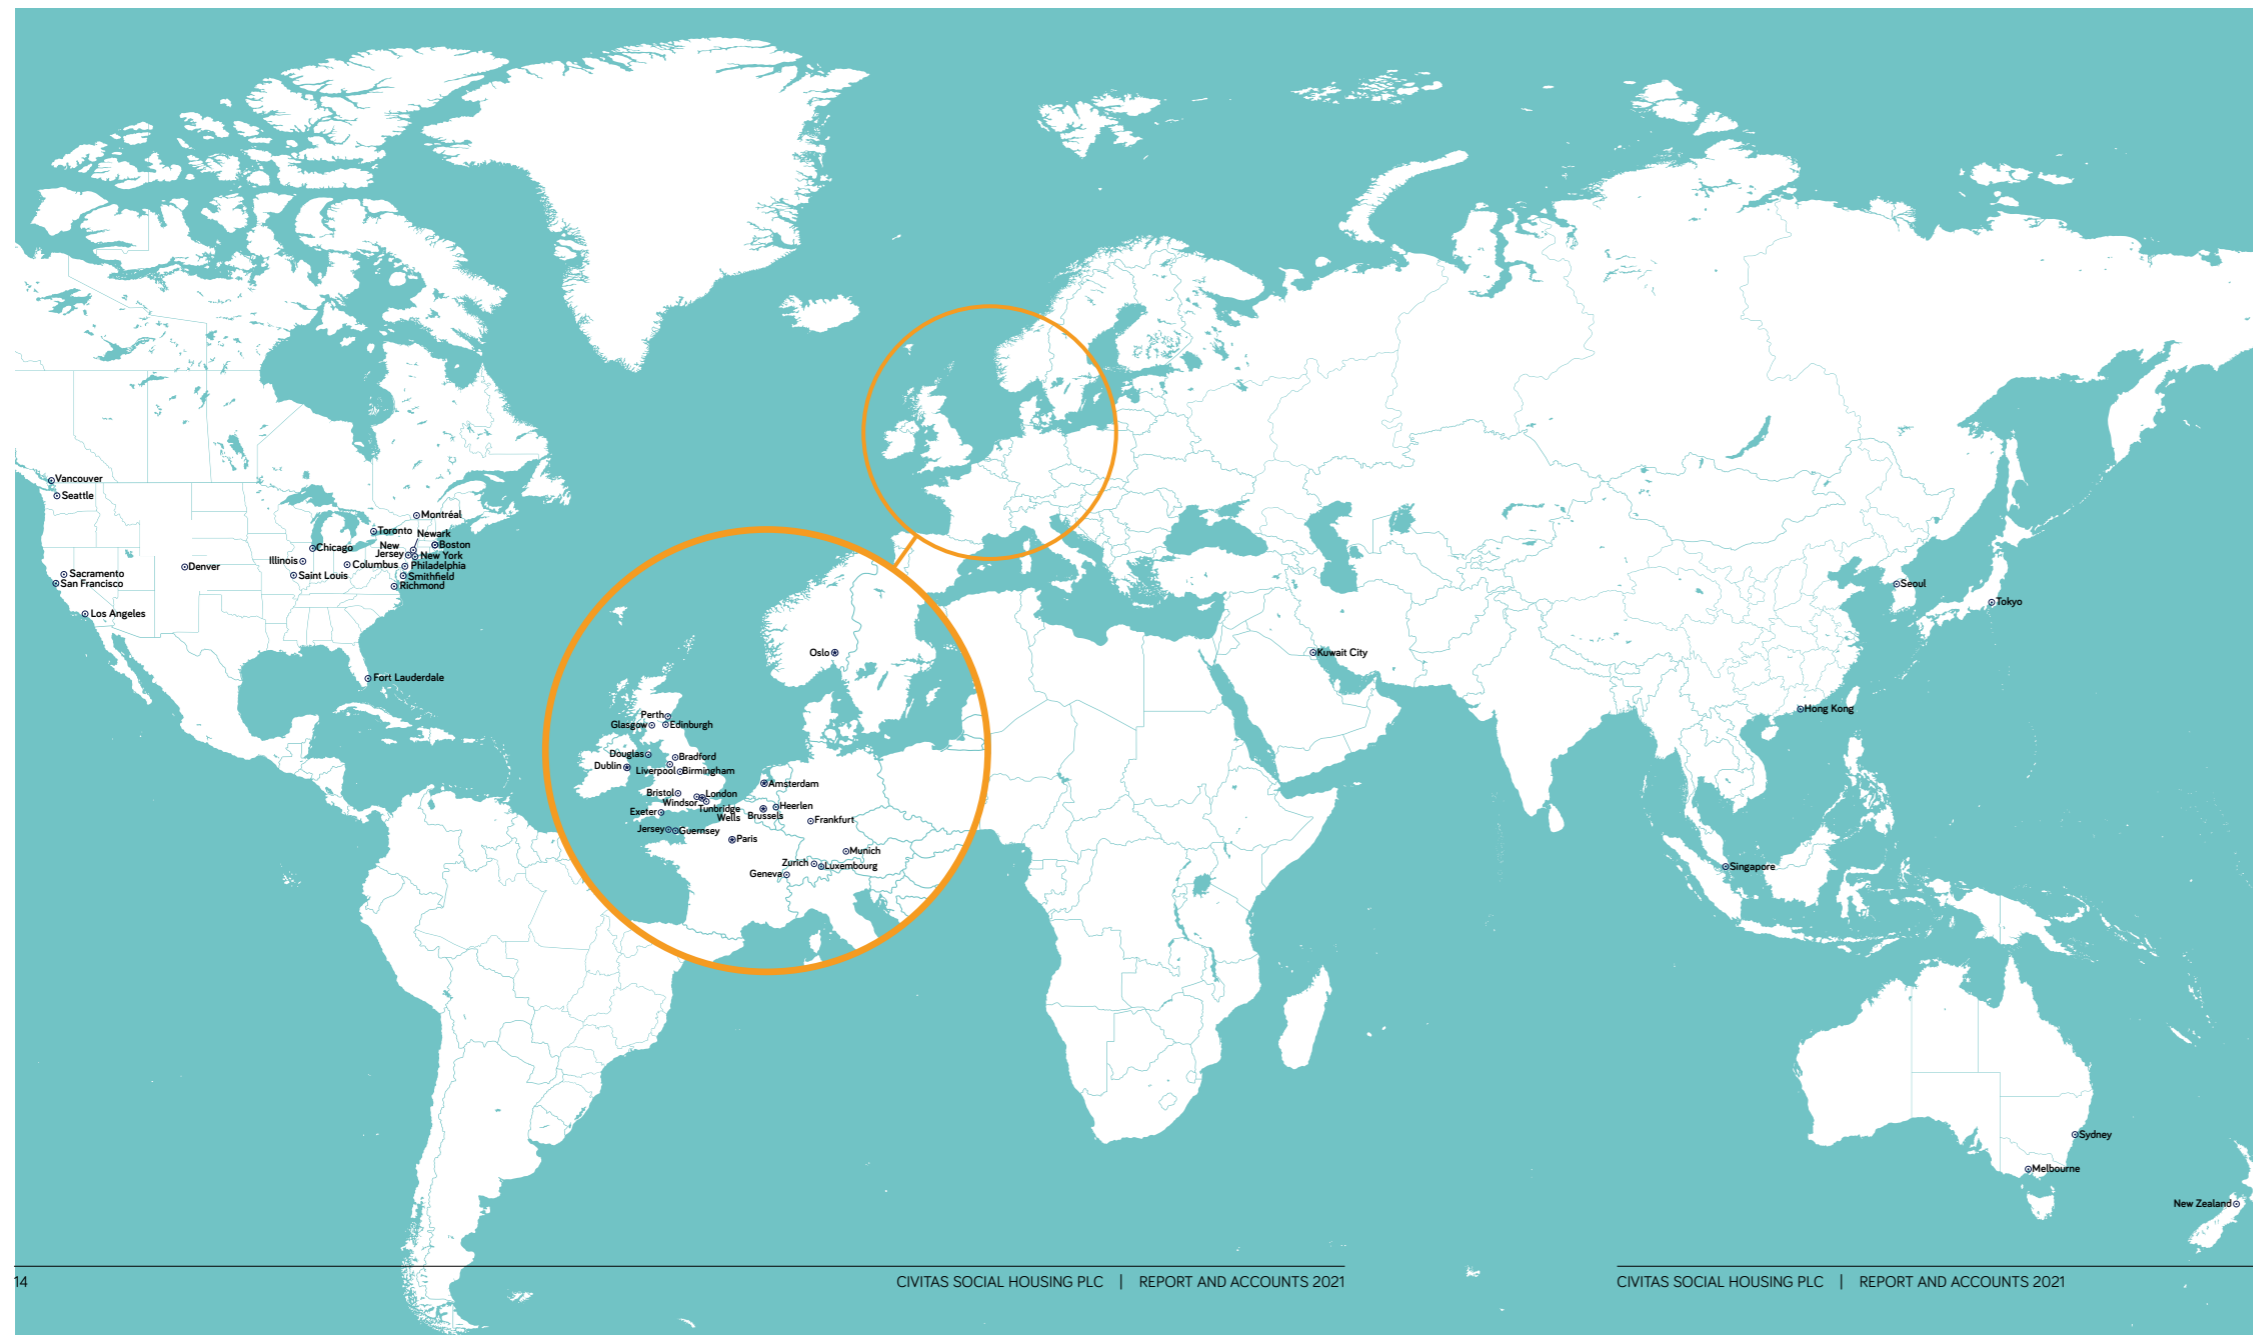 Vancouver
Seattle
Montréal
Toronto
Newark
Boston
New
Jersey
New York
Chicago
Illinois
Columbus
Philadelphia
Denver
Saint Louis
Smithfield
Richmond
Sacramento
San Francisco
Los Angeles
Fort Lauderdale
Oslo
Perth
Glasgow
Edinburgh
Douglas
Bradford
Dublin
Liverpool
Birmingham
Amsterdam
Bristol
London
Windsor
Tunbridge
Wells
Heerlen
Brussels
Exeter
Frankfurt
Jersey
Guernsey
Paris
Munich
Zurich
Luxembourg
Geneva
Kuwait City
Seoul
Tokyo
Hong Kong
Singapore
Sydney
Melbourne
New Zealand
14
CIVITAS SOCIAL HOUSING PLC | REPORT AND ACCOUNTS 2021
CIVITAS SOCIAL HOUSING PLC | REPORT AND ACCOUNTS 2021